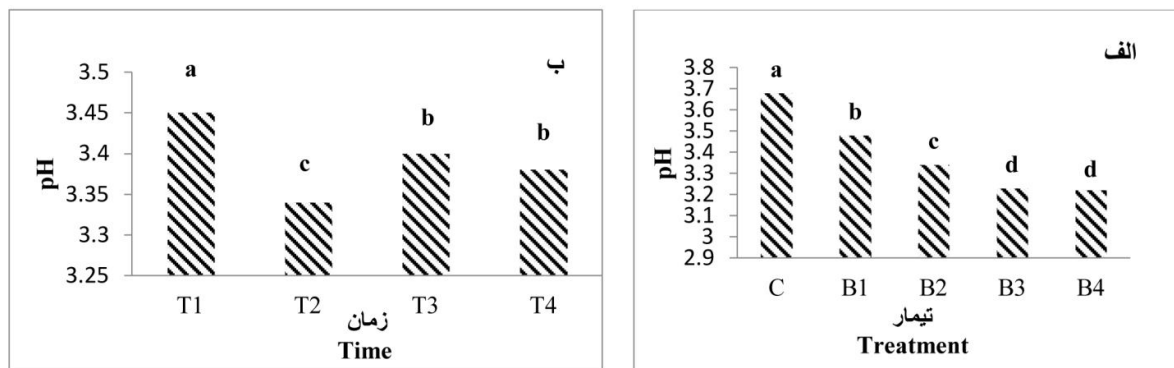 ب
3.5
3.45
3.4
3.35
3.3
3.25
pH
a
c
b
b
T1 T2 T3 T4
زمان
Time
الف
3.8
3.7
3.6
3.5
3.4
3.3
3.2
3.1
3
2.9
pH
a
b
c
d
d
C B1 B2 B3 B4
تیمار
Treatment